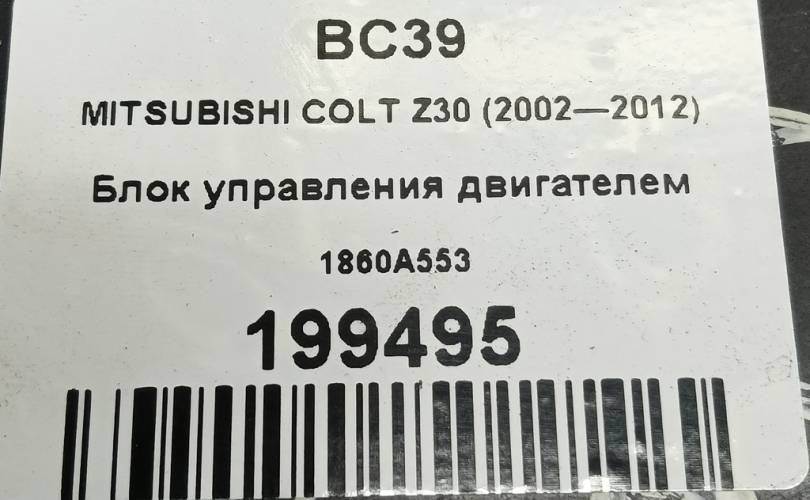 BC39
MITSUBISHI COLT Z30 (2002—2012)
Блок управления двигателем
1860A553
199495